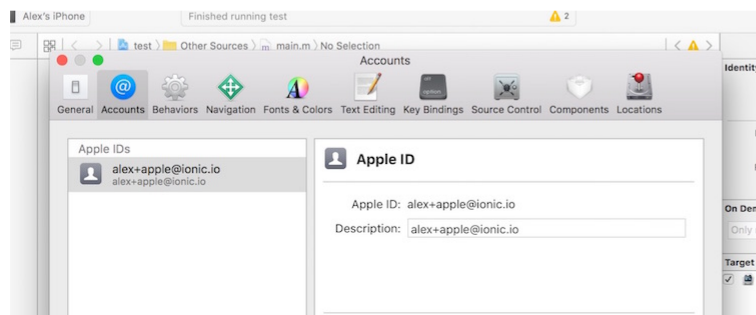 Alex's iPhone Finished running test 2
test Other Sources main.m No Selection
Accounts
General Accounts Behaviors Navigation Fonts & Colors Text Editing Key Bindings Source Control Components Locations
Apple IDs
alex+apple@ionic.io
alex+apple@ionic.io
Apple ID
Apple ID: alex+apple@ionic.io
Description: alex+apple@ionic.io
Identity
On Dem
Only
Target
option